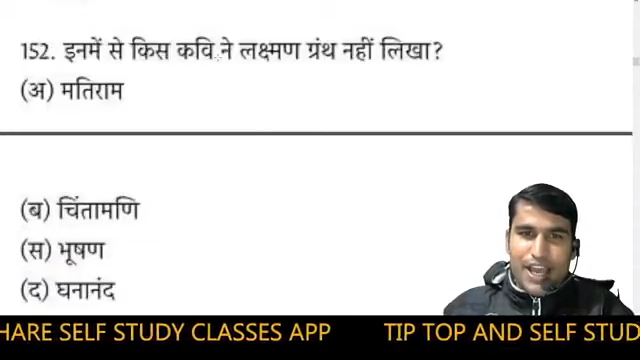 152. इनमें से किस कवि ने लक्ष्मण ग्रंथ नहीं लिखा?
(अ) मतिराम
(ब) चिंतामणि
(स) भूषण
(द) घनानंद
HARE SELF STUDY CLASSES APP TIP TOP AND SELF STUD